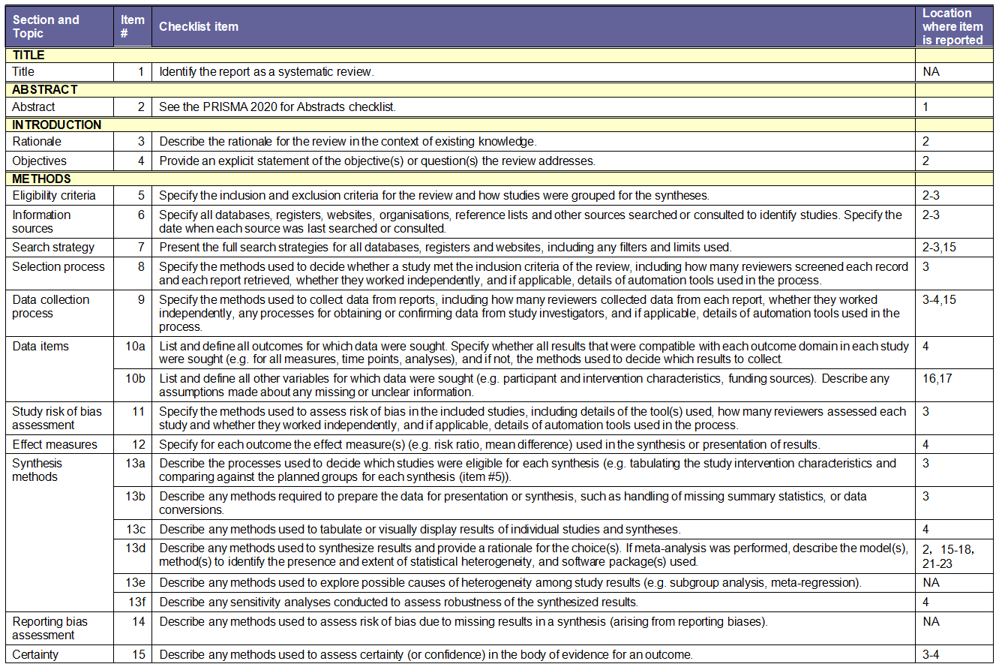 Section and Topic Item # Checklist item Location where item is reported
TITLE
Title 1 Identify the report as a systematic review. NA
ABSTRACT
Abstract 2 See the PRISMA 2020 for Abstracts checklist. 1
INTRODUCTION
Rationale 3 Describe the rationale for the review in the context of existing knowledge. 2
Objectives 4 Provide an explicit statement of the objective(s) or question(s) the review addresses. 2
METHODS
Eligibility criteria 5 Specify the inclusion and exclusion criteria for the review and how studies were grouped for the syntheses. 2-3
Information sources 6 Specify all databases, registers, websites, organisations, reference lists and other sources searched or consulted to identify studies. Specify the
date when each source was last searched or consulted. 2-3
Search strategy 7 Present the full search strategies for all databases, registers and websites, including any filters and limits used. 2-3,15
Selection process 8 Specify the methods used to decide whether a study met the inclusion criteria of the review, including how many reviewers screened each record
and each report retrieved, whether they worked independently, and if applicable, details of automation tools used in the process. 3
Data collection process 9 Specify the methods used to collect data from reports, including how many reviewers collected data from each report, whether they worked
independently, any processes for obtaining or confirming data from study investigators, and if applicable, details of automation tools used in the
process. 3-4,15
Data items 10a List and define all outcomes for which data were sought. Specify whether all results that were compatible with each outcome domain in each study
were sought (e.g. for all measures, time points, analyses), and if not, the methods used to decide which results to collect. 4
10b List and define all other variables for which data were sought (e.g. participant and intervention characteristics, funding sources). Describe any
assumptions made about any missing or unclear information. 16,17
Study risk of bias assessment 11 Specify the methods used to assess risk of bias in the included studies, including details of the tool(s) used, how many reviewers assessed each
study and whether they worked independently, and if applicable, details of automation tools used in the process. 3
Effect measures 12 Specify for each outcome the effect measure(s) (e.g. risk ratio, mean difference) used in the synthesis or presentation of results. 4
Synthesis methods 13a Describe the processes used to decide which studies were eligible for each synthesis (e.g. tabulating the study intervention characteristics and
comparing against the planned groups for each synthesis (item #5)). 3
13b Describe any methods required to prepare the data for presentation or synthesis, such as handling of missing summary statistics, or data
conversions. 3
13c Describe any methods used to tabulate or visually display results of individual studies and syntheses. 4
13d Describe any methods used to synthesize results and provide a rationale for the choice(s). If meta-analysis was performed, describe the model(s),
method(s) to identify the presence and extent of statistical heterogeneity, and software package(s) used. 2，15-18，21-23
13e Describe any methods used to explore possible causes of heterogeneity among study results (e.g. subgroup analysis, meta-regression). NA
13f Describe any sensitivity analyses conducted to assess robustness of the synthesized results. 4
Reporting bias assessment 14 Describe any methods used to assess risk of bias due to missing results in a synthesis (arising from reporting biases). NA
Certainty 15 Describe any methods used to assess certainty (or confidence) in the body of evidence for an outcome. 3-4